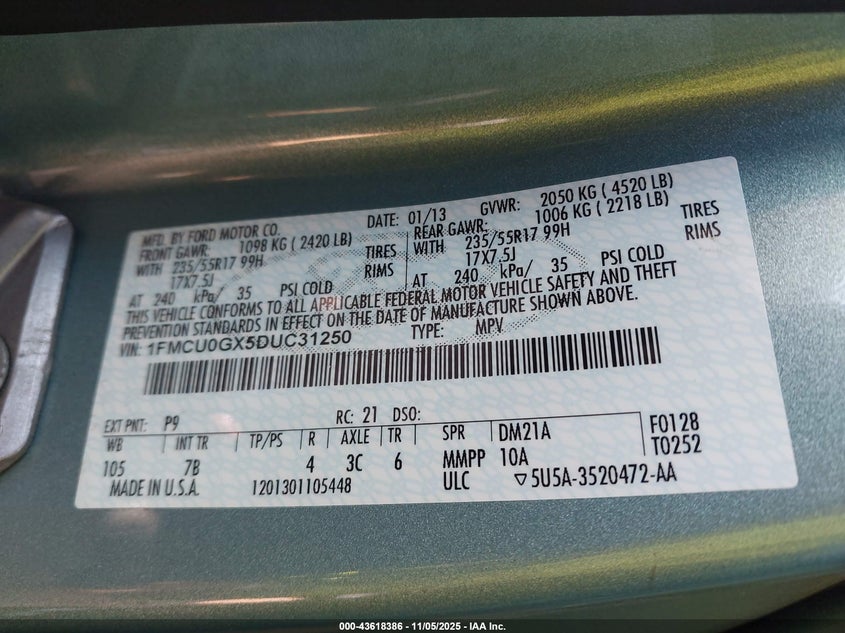 MFD. BY FORD MOTOR CO. DATE: 01/13 GVWR: 2050 KG ( 4520 LB)
FRONT GAWR: 1098 KG ( 2420 LB) REAR GAWR: 1006 KG ( 2218 LB)
WITH 235/55R17 99H TIRES WITH 235/55R17 99H TIRES
17X7.5J RIMS 17X7.5J RIMS
AT 240 kPa/ 35 PSI COLD AT 240 kPa/ 35 PSI COLD
THIS VEHICLE CONFORMS TO ALL APPLICABLE FEDERAL MOTOR VEHICLE SAFETY AND THEFT
PREVENTION STANDARDS IN EFFECT ON THE DATE OF MANUFACTURE SHOWN ABOVE.
VIN: 1FMCU0GX5DUC31250 TYPE: MPV
EXT PNT: P9 RC: 21 DSO:
WB INT TR TP/PS R AXLE TR SPR DM21A F0128
105 7B 4 3C 6 MMPP 10A T0252
MADE IN U.S.A. 1201301105448 ULC ▽5U5A-3520472-AA
000-43618386 - 11/05/2025 - IAA Inc.